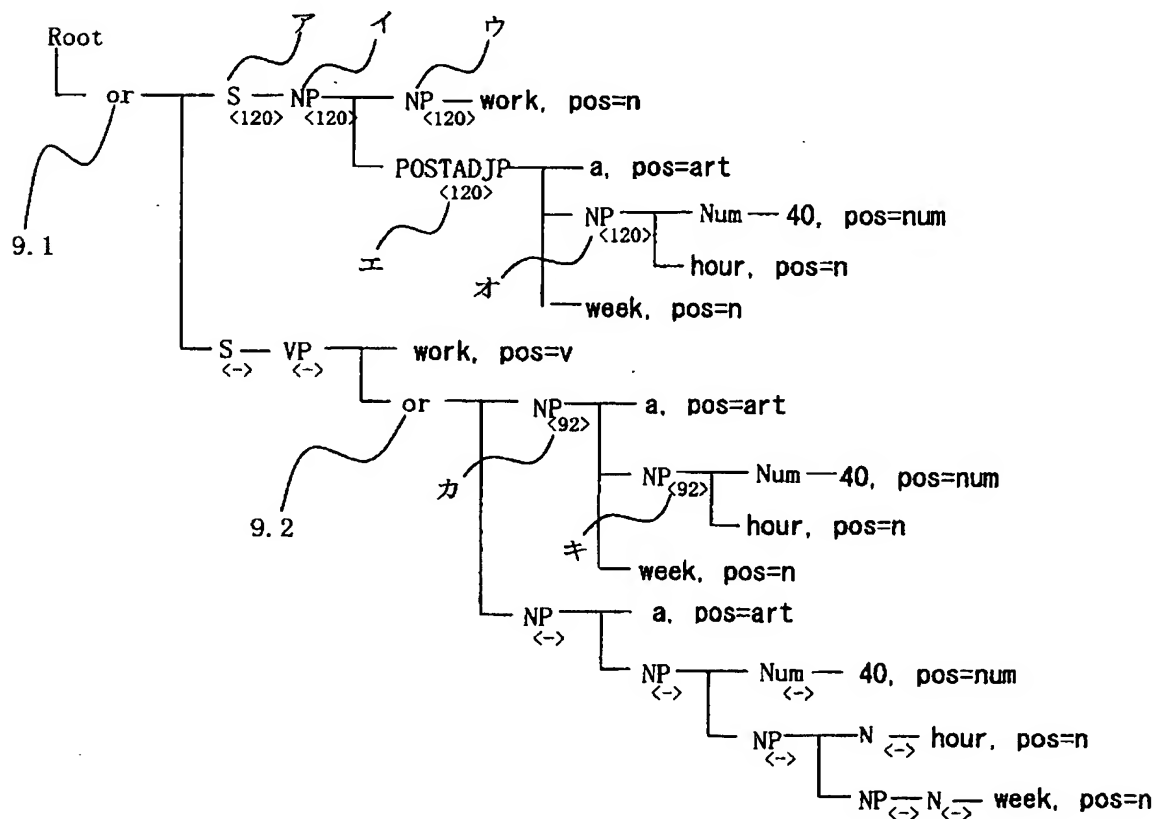 ア イ ウ
Root
or S NP NP work, pos=n
<120> <120> <120>
POSTADJP a, pos=art
<120>
NP Num 40, pos=num
<120>
9.1
エ オ hour, pos=n
week, pos=n
S VP work, pos=v
<-> <->
or NP a, pos=art
<92>
カ NP Num 40, pos=num
<92>
9.2 キ hour, pos=n
week, pos=n
NP a, pos=art
<->
NP Num 40, pos=num
<-> <->
NP N hour, pos=n
<-> <->
NP N week, pos=n
<-> <->